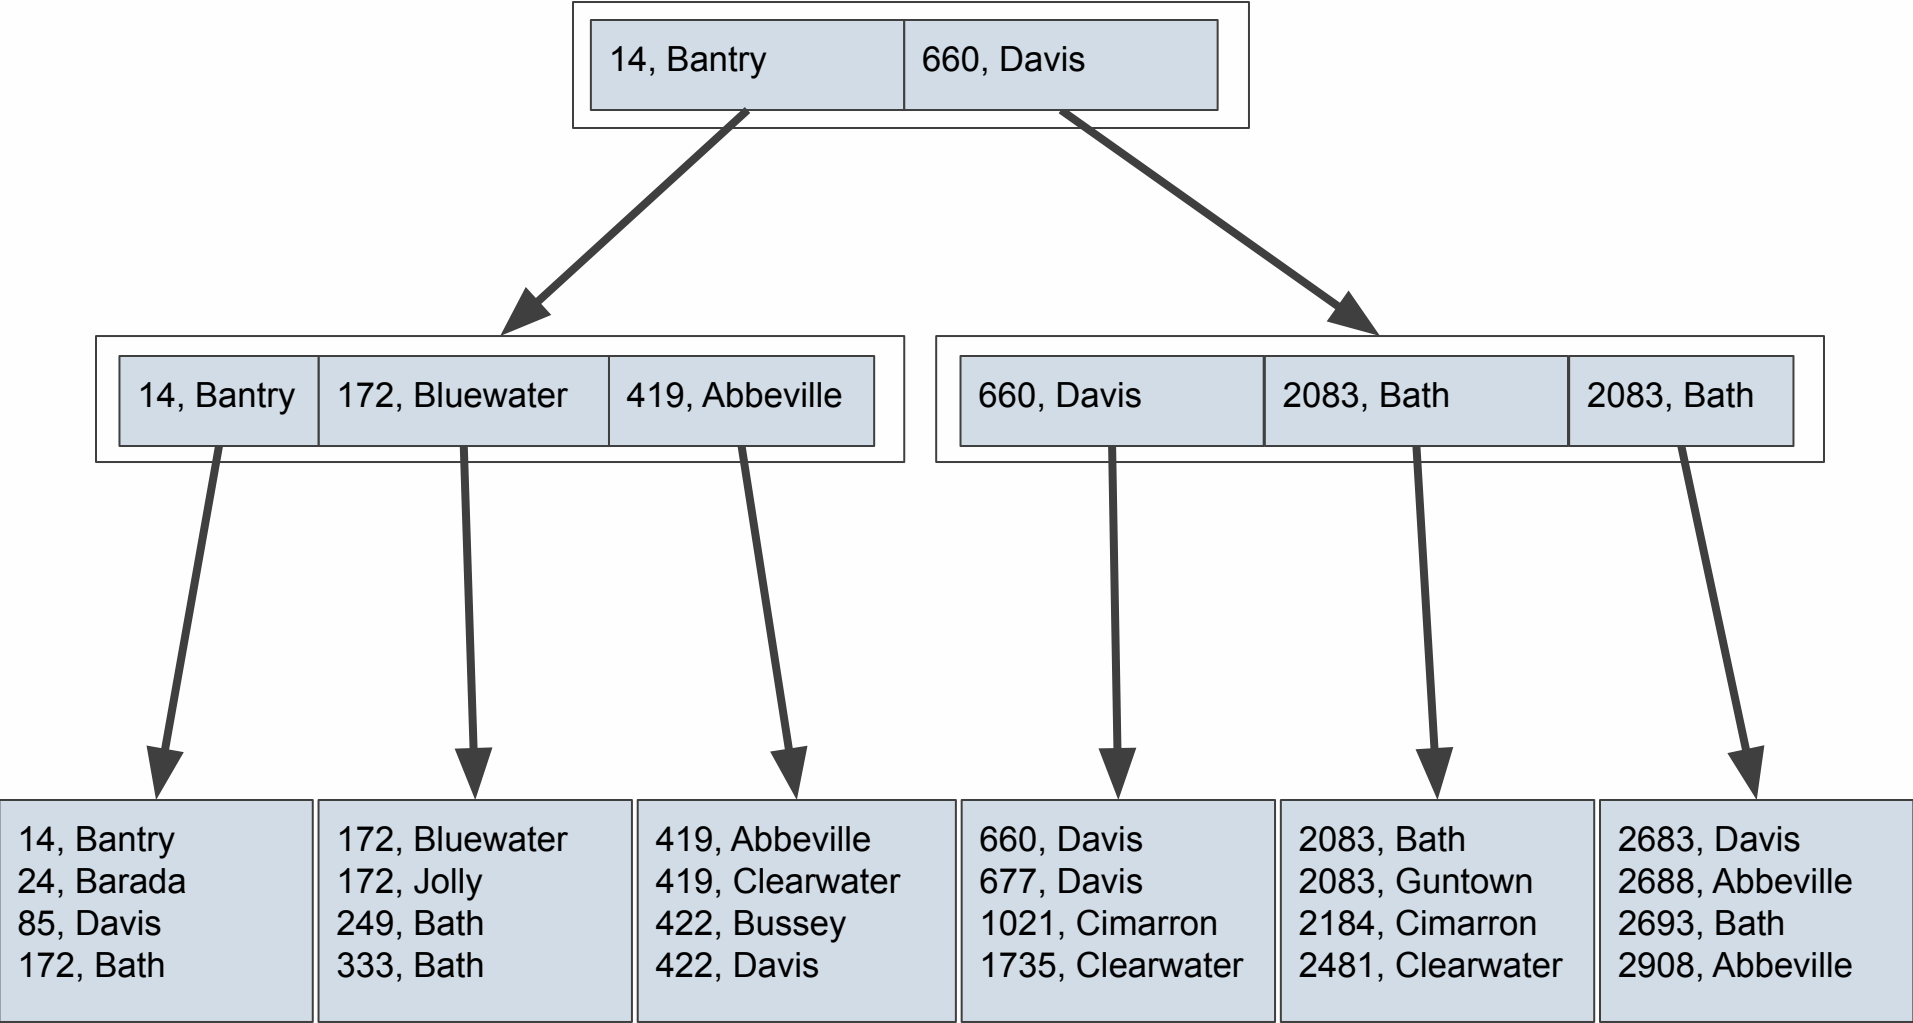 14, Bantry
660, Davis
14, Bantry
172, Bluewater
419, Abbeville
660, Davis
2083, Bath
2083, Bath
14, Bantry
24, Barada
85, Davis
172, Bath
172, Bluewater
172, Jolly
249, Bath
333, Bath
419, Abbeville
419, Clearwater
422, Bussey
422, Davis
660, Davis
677, Davis
1021, Cimarron
1735, Clearwater
2083, Bath
2083, Guntown
2184, Cimarron
2481, Clearwater
2683, Davis
2688, Abbeville
2693, Bath
2908, Abbeville